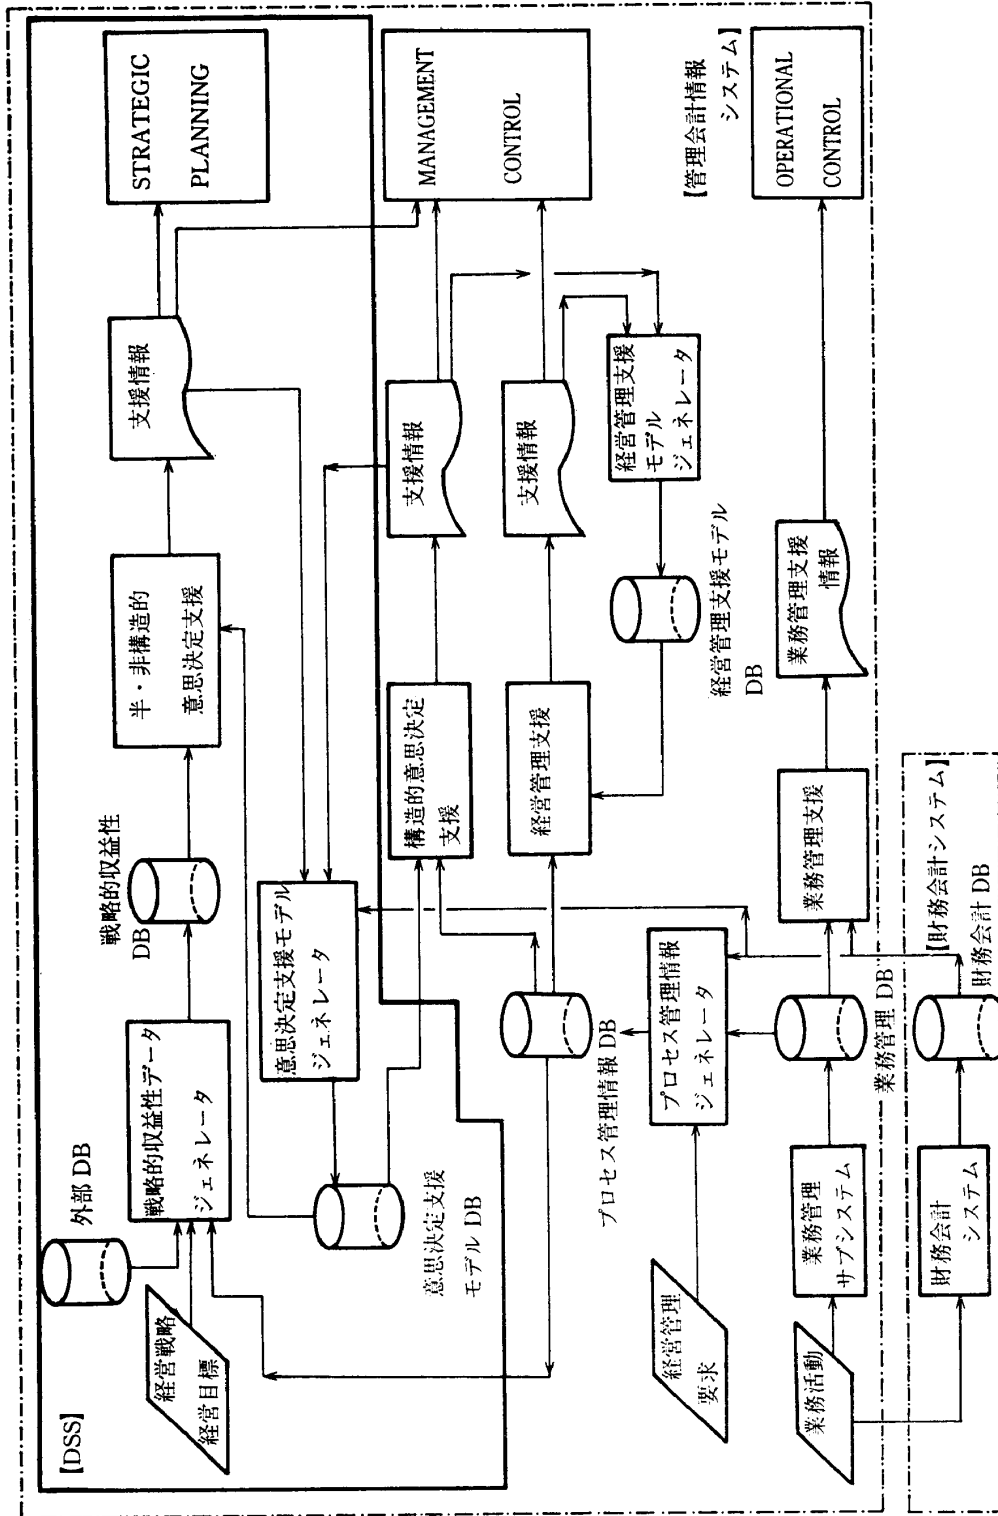 【DSS】
経営戦略
経営目標
外部 DB
戦略的収益性データ
ジェネレータ
戦略的収益性
DB
半・非構造的
意思決定支援
支援情報
STRATEGIC
PLANNING
意思決定支援モデル
ジェネレータ
意思決定支援
モデル DB
構造的意思決定
支援
支援情報
MANAGEMENT
CONTROL
経営管理支援
支援情報
経営管理支援
モデル
ジェネレータ
経営管理支援モデル
DB
プロセス管理情報 DB
経営管理
要求
プロセス管理情報
ジェネレータ
【管理会計情報
システム】
業務活動
業務管理
サブシステム
業務管理 DB
業務管理支援
業務管理支援
情報
OPERATIONAL
CONTROL
【財務会計システム】
財務会計
システム
財務会計 DB